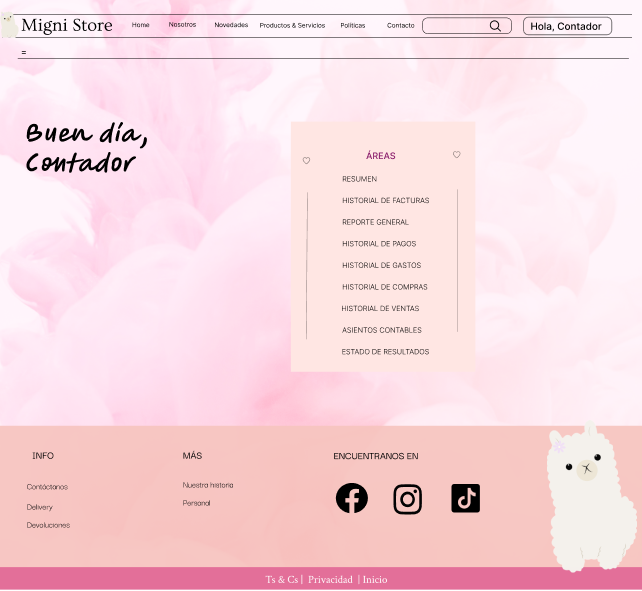 Migni Store
Home
Nosotros
Novedades
Productos & Servicios
Políticas
Contacto
Hola, Contador
=
Buen día,
Contador
ÁREAS
RESUMEN
HISTORIAL DE FACTURAS
REPORTE GENERAL
HISTORIAL DE PAGOS
HISTORIAL DE GASTOS
HISTORIAL DE COMPRAS
HISTORIAL DE VENTAS
ASIENTOS CONTABLES
ESTADO DE RESULTADOS
INFO
Contáctanos
Delivery
Devoluciones
MÁS
Nuestra historia
Personal
ENCUENTRANOS EN
Ts & Cs | Privacidad | Inicio